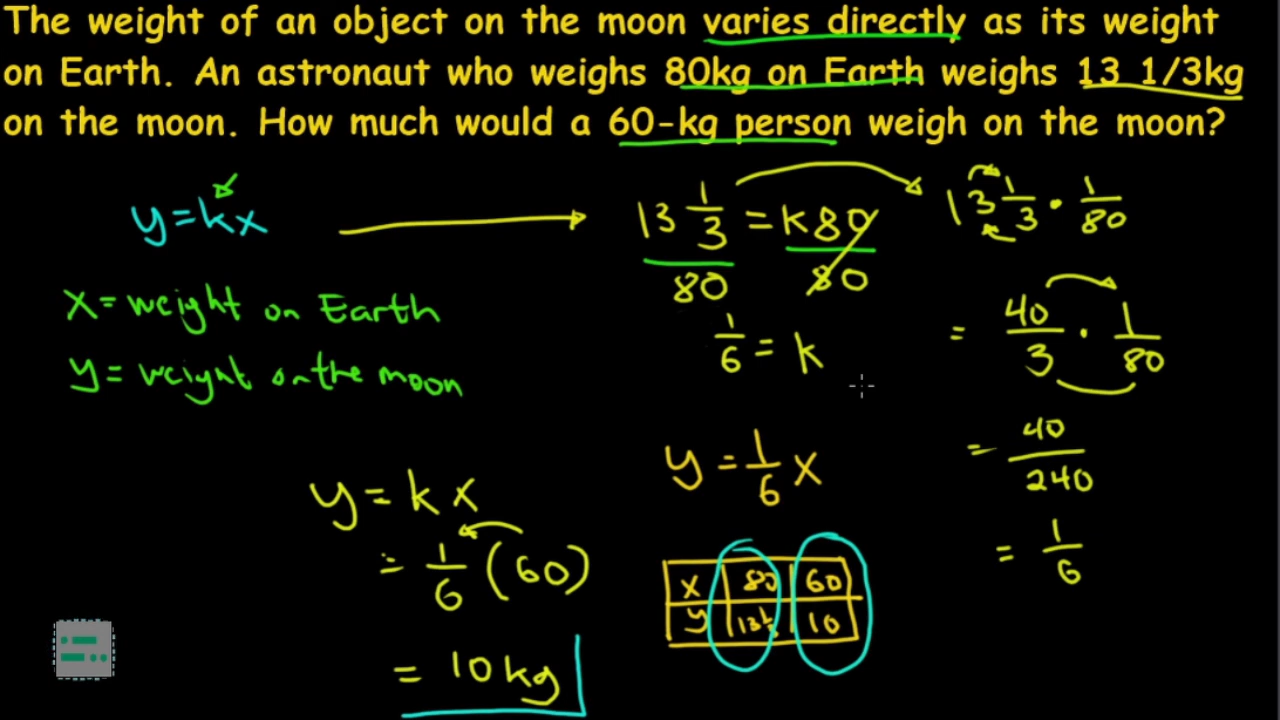 The weight of an object on the moon varies directly as its weight
on Earth. An astronaut who weighs 80kg on Earth weighs 13 1/3kg
on the moon. How much would a 60-kg person weigh on the moon?
y=kx
x= weight on Earth
y= weight on the moon
13 1/3 = k80
80 80
1/6 = k
y = 1/6 x
13 1/3 · 1/80
= 40/3 · 1/80
= 40/240
= 1/6
y = k x
= 1/6 (60)
= 10 kg
x 80 60
y 13 1/3 10